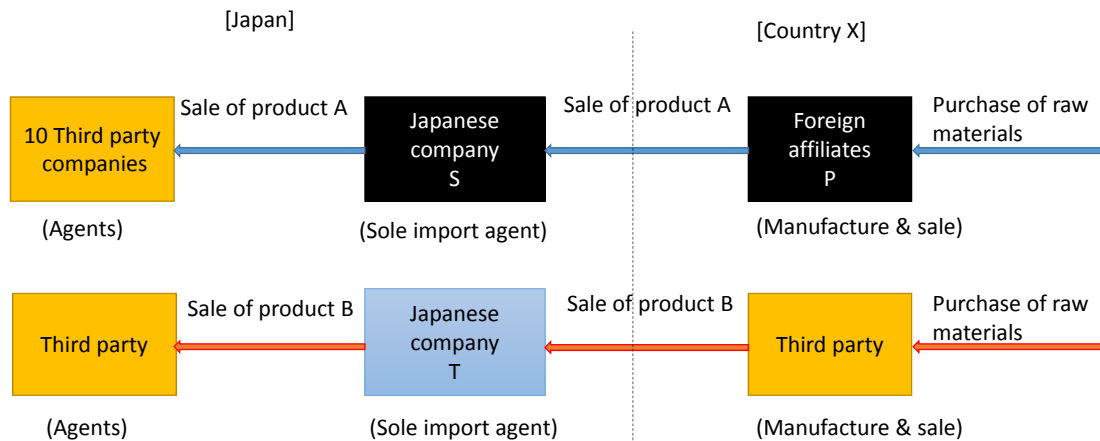 [Japan]
[Country X]
Sale of product A
Sale of product A
Purchase of raw
materials
10 Third party
companies
Japanese
company
S
Foreign
affiliates
P
(Agents)
(Sole import agent)
(Manufacture & sale)
Sale of product B
Sale of product B
Purchase of raw
materials
Third party
Japanese
company
T
Third party
(Agents)
(Sole import agent)
(Manufacture & sale)